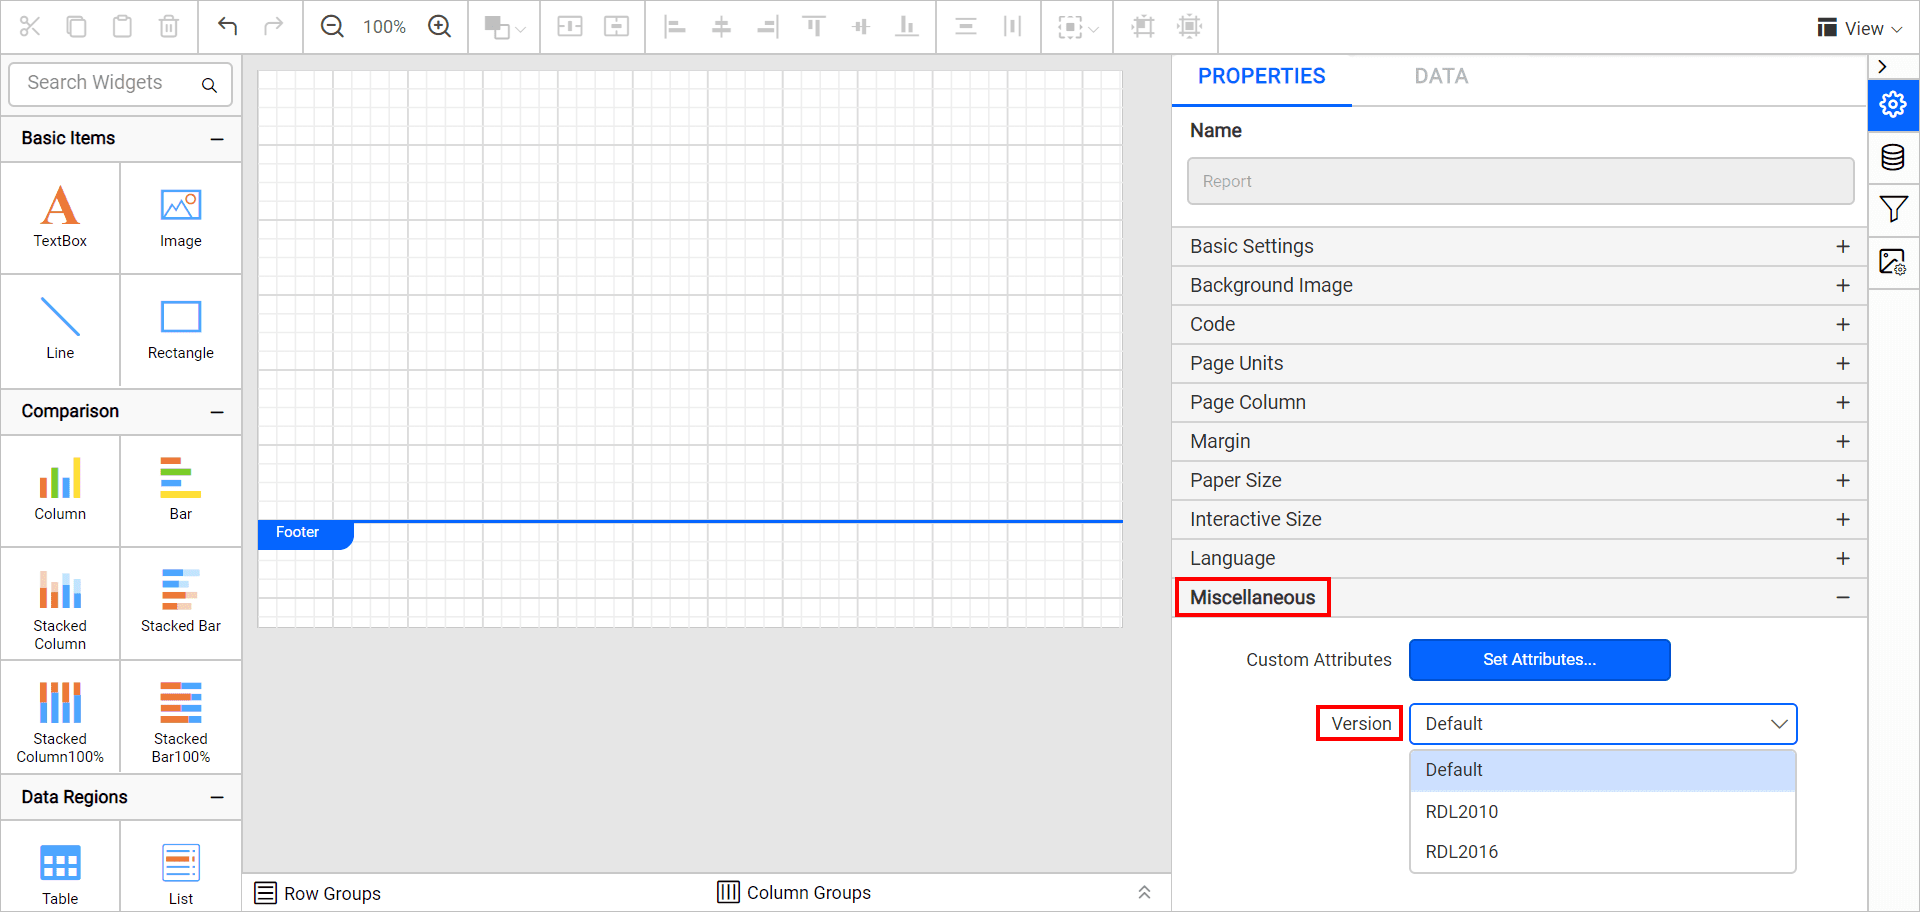 100%
View
Search Widgets
Basic Items
TextBox
Image
Line
Rectangle
Comparison
Column
Bar
Stacked
Column
Stacked Bar
Stacked
Column100%
Stacked
Bar100%
Data Regions
Table
List
Footer
Row Groups
Column Groups
PROPERTIES
DATA
Name
Report
Basic Settings
Background Image
Code
Page Units
Page Column
Margin
Paper Size
Interactive Size
Language
Miscellaneous
Custom Attributes
Set Attributes...
Version
Default
Default
RDL2010
RDL2016